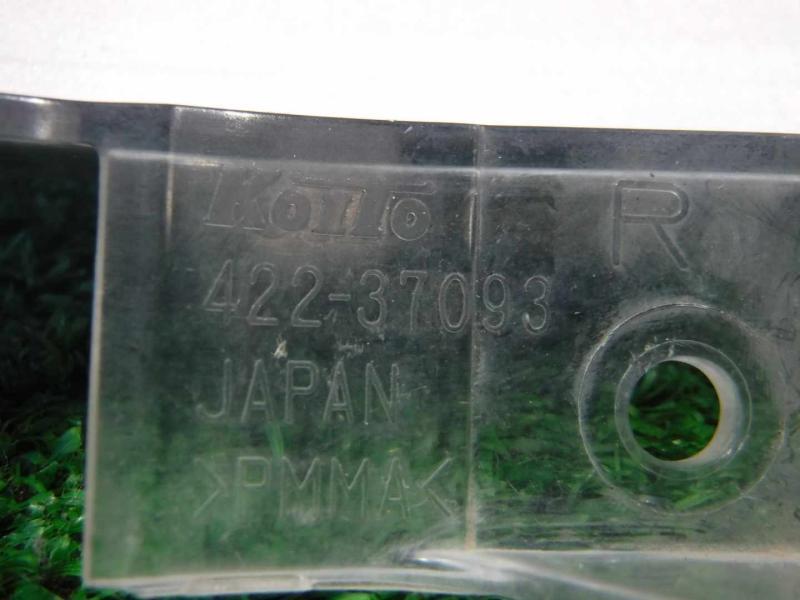 KOITO
R
422-37093
JAPAN
>PMMA<